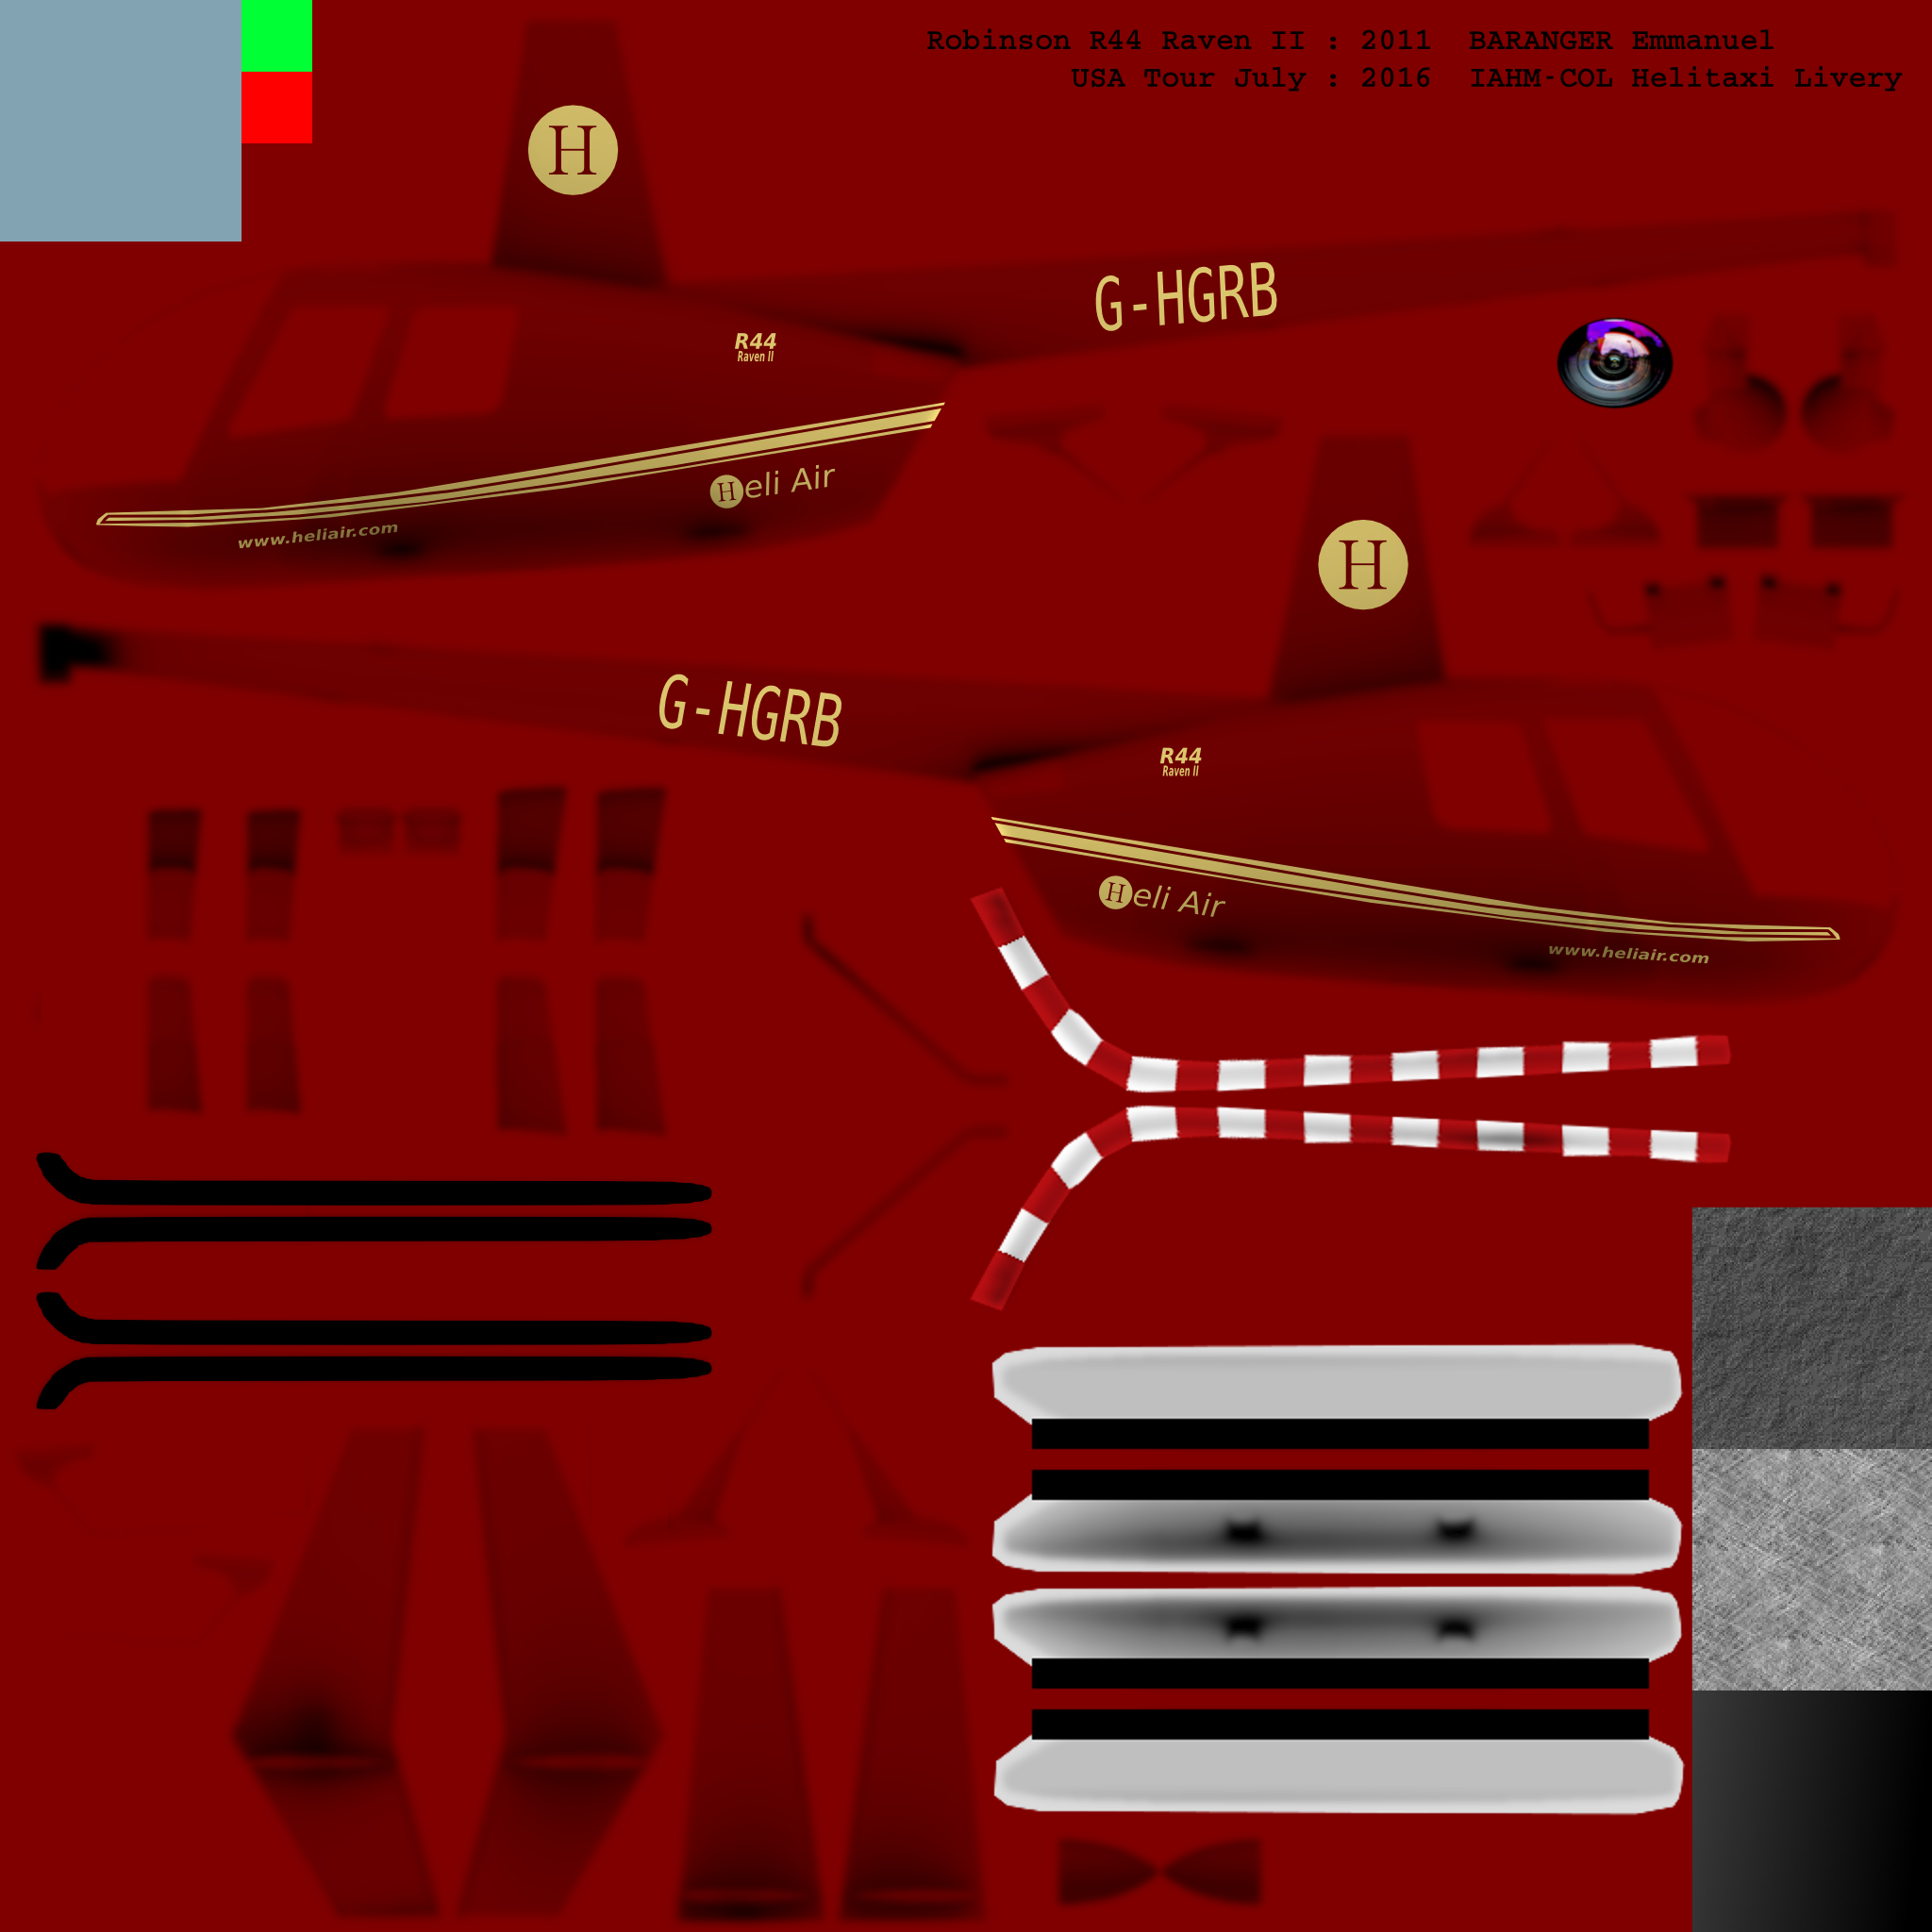 Robinson R44 Raven II : 2011 BARANGER Emmanuel
USA Tour July : 2016 IAHM-COL Helitaxi Livery
H
G-HGRB
R44
Raven II
Heli Air
www.heliair.com
H
G-HGRB
R44
Raven II
Heli Air
www.heliair.com